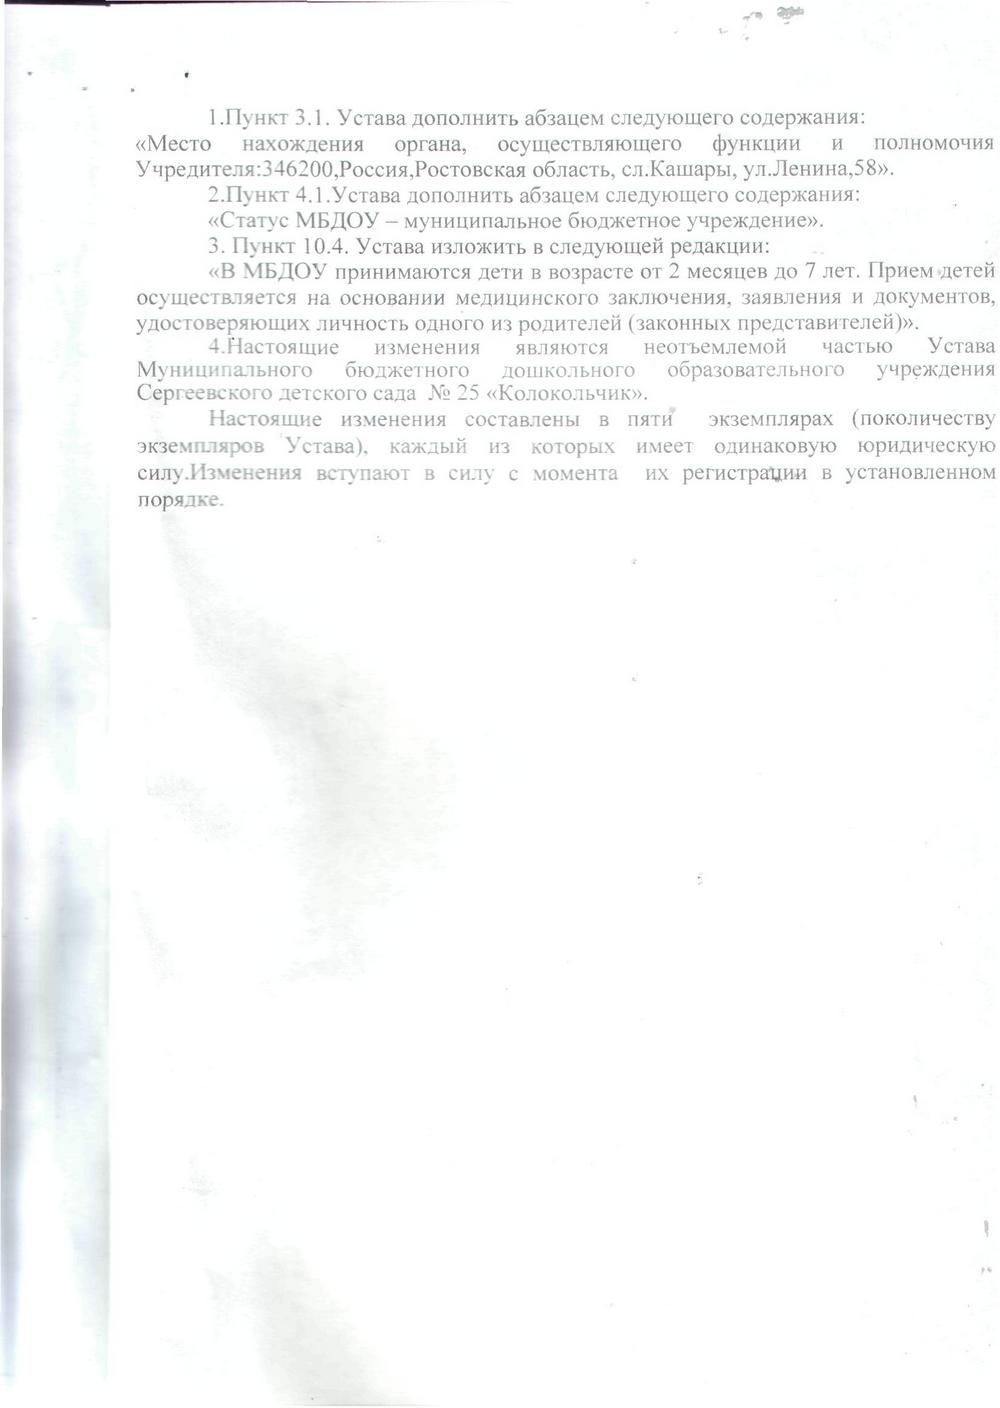 1.Пункт 3.1. Устава дополнить абзацем следующего содержания:
«Место нахождения органа, осуществляющего функции и полномочия
Учредителя:346200,Россия,Ростовская область, сл.Кашары, ул.Ленина,58».
2.Пункт 4.1.Устава дополнить абзацем следующего содержания:
«Статус МБДОУ – муниципальное бюджетное учреждение».
3. Пункт 10.4. Устава изложить в следующей редакции:
«В МБДОУ принимаются дети в возрасте от 2 месяцев до 7 лет. Прием детей
осуществляется на основании медицинского заключения, заявления и документов,
удостоверяющих личность одного из родителей (законных представителей)».
4.Настоящие изменения являются неотъемлемой частью Устава
Муниципального бюджетного дошкольного образовательного учреждения
Сергеевского детского сада № 25 «Колокольчик».
Настоящие изменения составлены в пяти экземплярах (поколичеству
экземпляров Устава), каждый из которых имеет одинаковую юридическую
силу.Изменения вступают в силу с момента их регистрации в установленном
порядке.